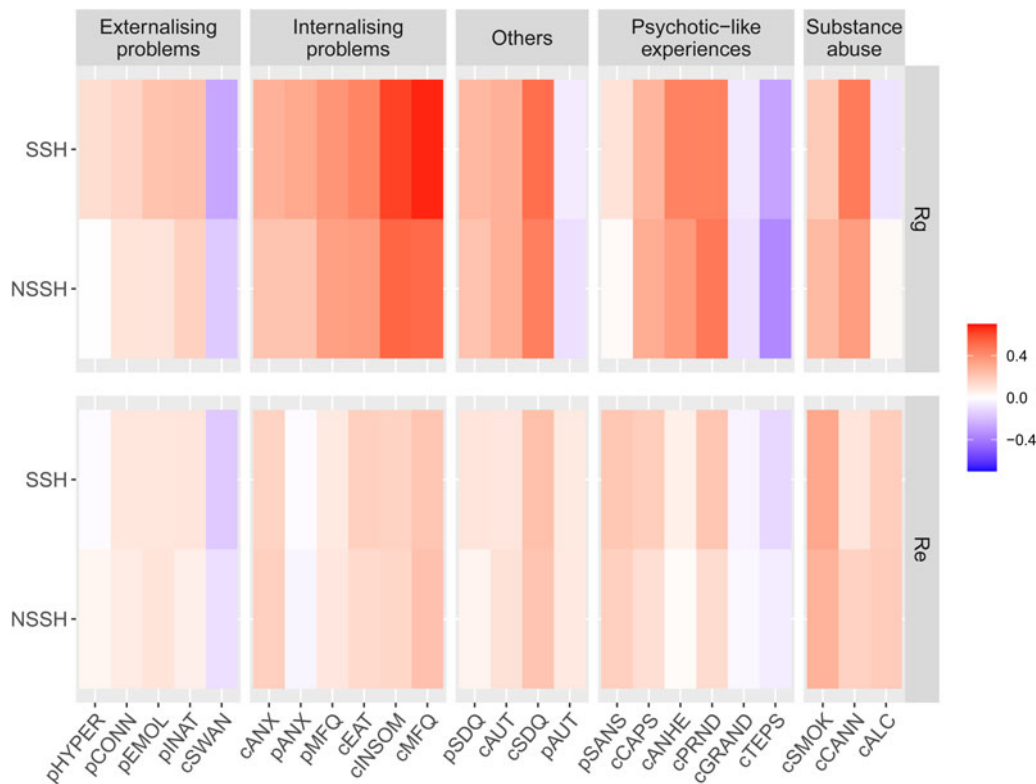 Externalising
problems
Internalising
problems
Others
Psychotic−like
experiences
Substance
abuse
SSH
NSSH
Rg
SSH
NSSH
Re
0.4
0.0
−0.4
pHYPER
pCONN
pEMOL
pINAT
cSWAN
cANX
pANX
pMFQ
cEAT
cINSOM
cMFQ
pSDQ
cAUT
cSDQ
pAUT
pSANS
cCAPS
cANHE
cPRND
cGRAND
cTEPS
cSMOK
cCANN
cALC